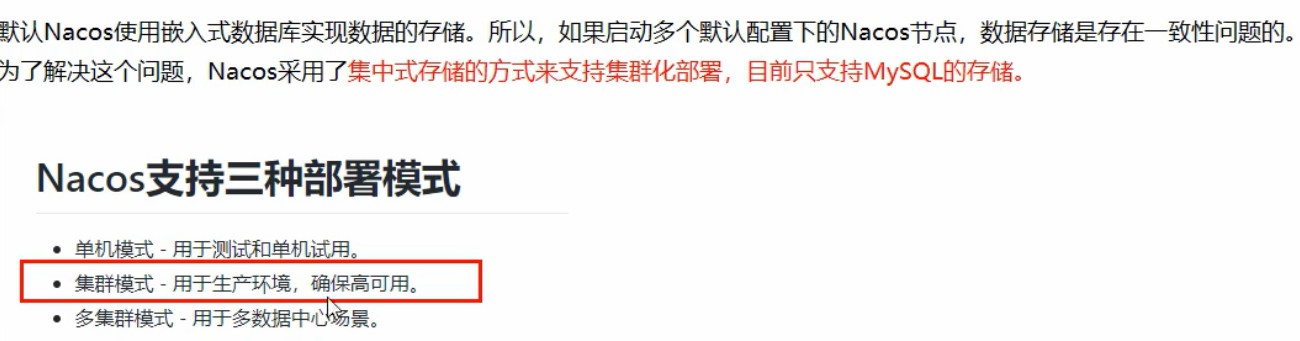 默认Nacos使用嵌入式数据库实现数据的存储。所以，如果启动多个默认配置下的Nacos节点，数据存储是存在一致性问题的。
为了解决这个问题，Nacos采用了集中式存储的方式来支持集群化部署，目前只支持MySQL的存储。
Nacos支持三种部署模式
• 单机模式 - 用于测试和单机试用。
• 集群模式 - 用于生产环境，确保高可用。
• 多集群模式 - 用于多数据中心场景。